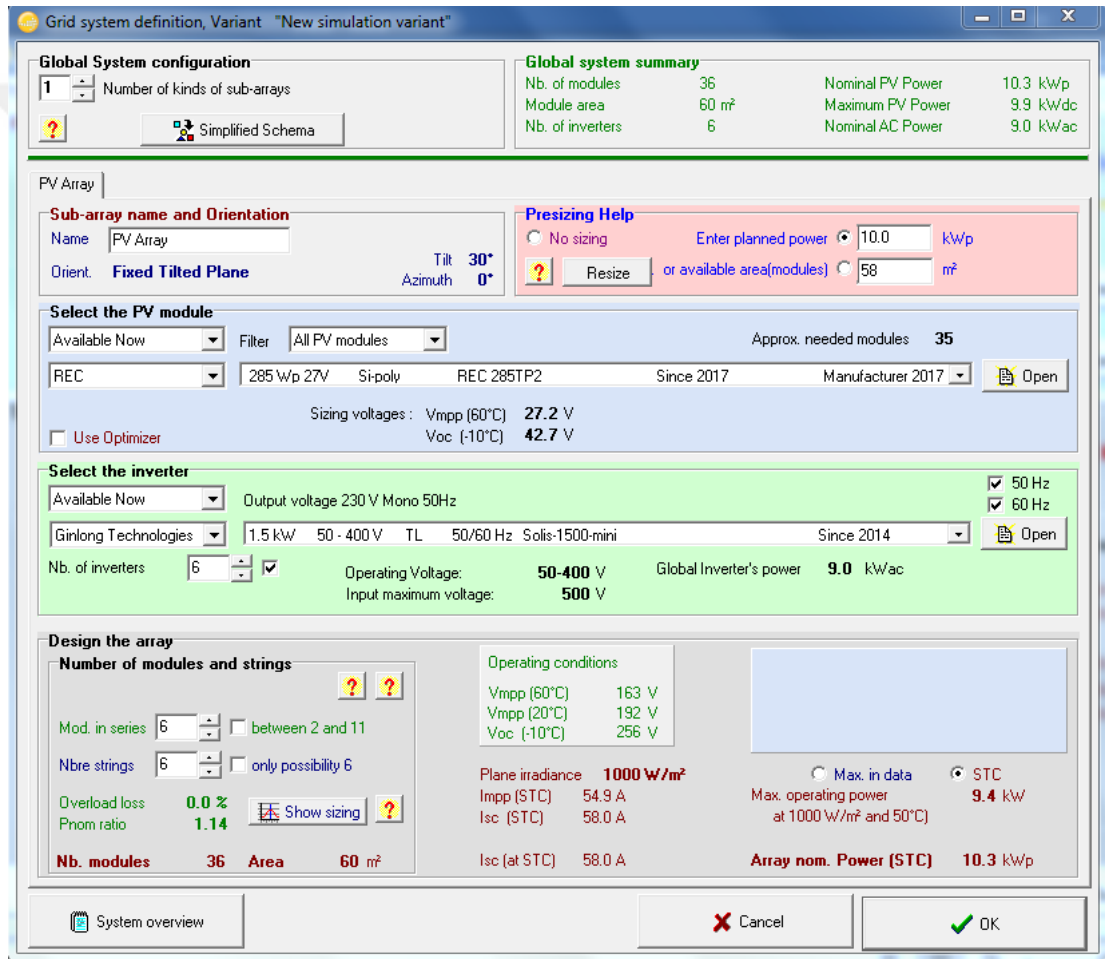 Grid system definition, Variant "New simulation variant"
Global System configuration
1 Number of kinds of sub-arrays
? Simplified Schema
Global system summary
Nb. of modules 36 Nominal PV Power 10.3 kWp
Module area 60 m² Maximum PV Power 9.9 kWdc
Nb. of inverters 6 Nominal AC Power 9.0 kWac
PV Array
Sub-array name and Orientation
Name PV Array
Orient. Fixed Tilted Plane Tilt 30°
Azimuth 0°
Presizing Help
No sizing Enter planned power 10.0 kWp
? Resize .. or available area(modules) 58 m²
Select the PV module
Available Now Filter All PV modules Approx. needed modules 35
REC 285 Wp 27V Si-poly REC 285TP2 Since 2017 Manufacturer 2017 Open
Sizing voltages : Vmpp (60°C) 27.2 V
Use Optimizer Voc (-10°C) 42.7 V
Select the inverter
Available Now Output voltage 230 V Mono 50Hz 50 Hz
60 Hz
Ginlong Technologies 1.5 kW 50 - 400 V TL 50/60 Hz Solis-1500-mini Since 2014 Open
Nb. of inverters 6 Operating Voltage: 50-400 V Global Inverter's power 9.0 kWac
Input maximum voltage: 500 V
Design the array
Number of modules and strings
? ?
Mod. in series 6 between 2 and 11
Nbre strings 6 only possibility 6
Overload loss 0.0 %
Pnom ratio 1.14
Show sizing ?
Nb. modules 36 Area 60 m²
Operating conditions
Vmpp (60°C) 163 V
Vmpp (20°C) 192 V
Voc (-10°C) 256 V
Plane irradiance 1000 W/m²
Impp (STC) 54.9 A
Isc (STC) 58.0 A
Isc (at STC) 58.0 A
Max. in data STC
Max. operating power 9.4 kW
at 1000 W/m² and 50°C)
Array nom. Power (STC) 10.3 kWp
System overview Cancel OK